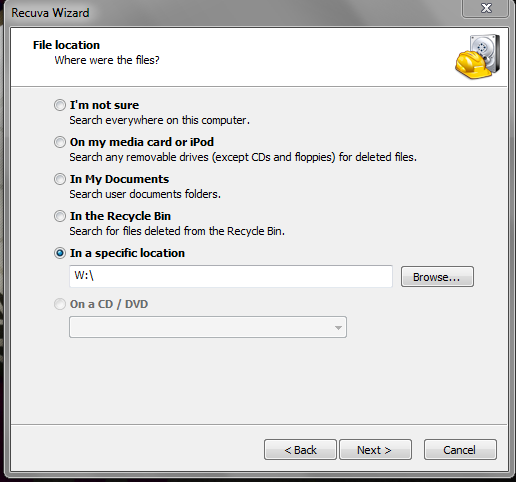 Recuva Wizard
File location
Where were the files?
I'm not sure
Search everywhere on this computer.
On my media card or iPod
Search any removable drives (except CDs and floppies) for deleted files.
In My Documents
Search user documents folders.
In the Recycle Bin
Search for files deleted from the Recycle Bin.
In a specific location
W:\
Browse...
On a CD / DVD
< Back
Next >
Cancel